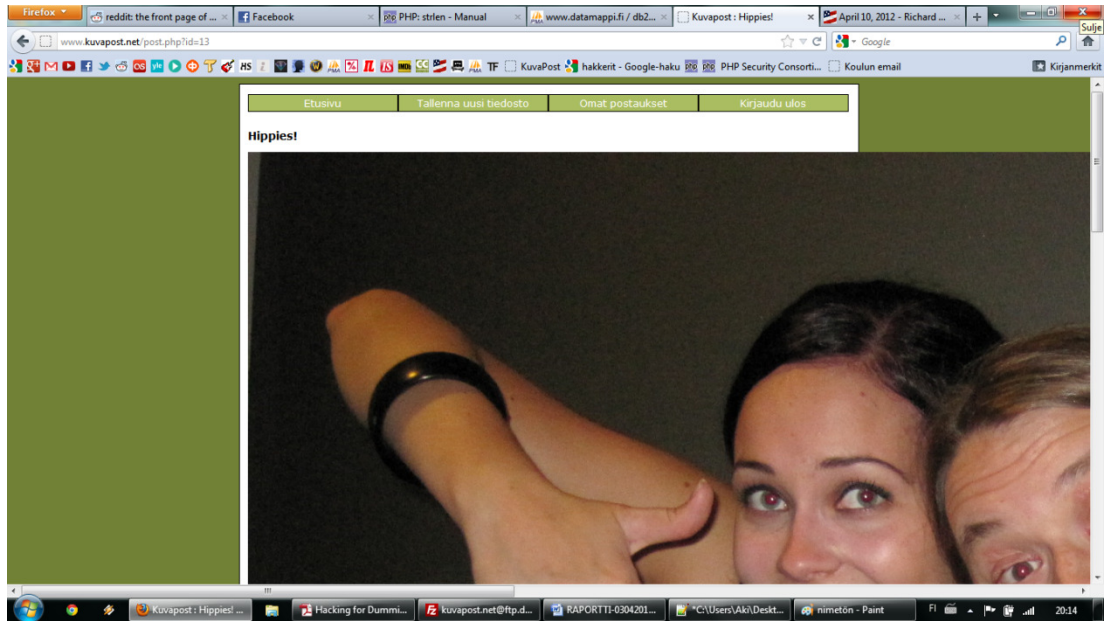 Firefox
reddit: the front page of ...
Facebook
PHP: strlen - Manual
www.datamappi.fi / db2...
Kuvapost : Hippies!
April 10, 2012 - Richard ...
Sulje
www.kuvapost.net/post.php?id=13
Google
KuvaPost
hakkerit - Google-haku
PHP Security Consorti...
Koulun email
Kirjanmerkit
Etusivu
Tallenna uusi tiedosto
Omat postaukset
Kirjaudu ulos
Hippies!
Kuvapost : Hippies! ...
Hacking for Dummi...
kuvapost.net@ftp.d...
RAPORTTI-0304201...
*C:\Users\Aki\Deskt...
nimetön - Paint
FI
20:14